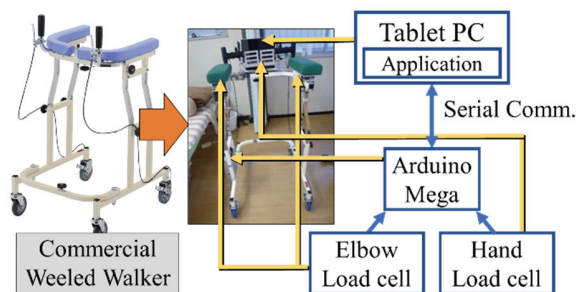 Tablet PC
Application
Serial Comm.
Arduino
Mega
Elbow
Load cell
Hand
Load cell
Commercial
Weeled Walker